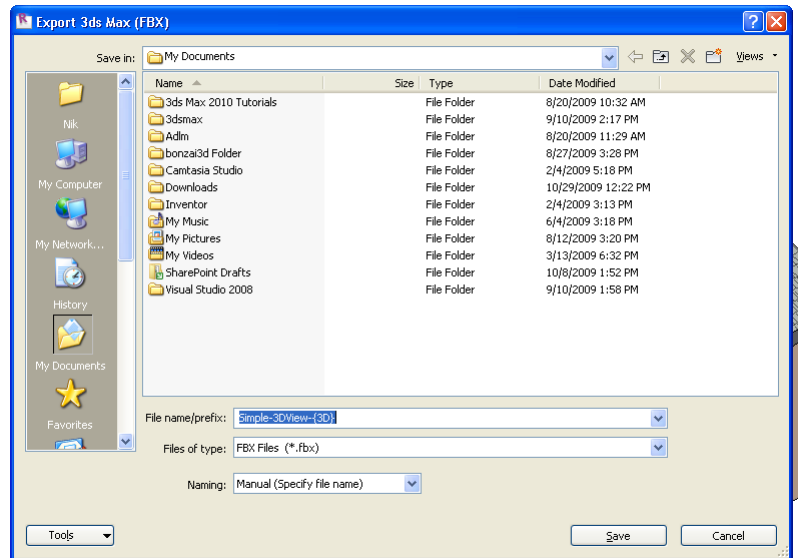 Export 3ds Max (FBX)
Save in: My Documents Views
Name Size Type Date Modified
3ds Max 2010 Tutorials File Folder 8/20/2009 10:32 AM
3dsmax File Folder 9/10/2009 2:17 PM
Adlm File Folder 8/20/2009 11:29 AM
bonzai3d Folder File Folder 8/27/2009 3:28 PM
Camtasia Studio File Folder 2/4/2009 5:18 PM
Downloads File Folder 10/29/2009 12:22 PM
Inventor File Folder 2/4/2009 3:13 PM
My Music File Folder 6/4/2009 3:18 PM
My Pictures File Folder 8/12/2009 3:20 PM
My Videos File Folder 3/13/2009 6:32 PM
SharePoint Drafts File Folder 10/8/2009 1:52 PM
Visual Studio 2008 File Folder 9/10/2009 1:58 PM
Nik
My Computer
My Network...
History
My Documents
Favorites
File name/prefix: Simple-3DView-{3D}
Files of type: FBX Files (*.fbx)
Naming: Manual (Specify file name)
Tools Save Cancel